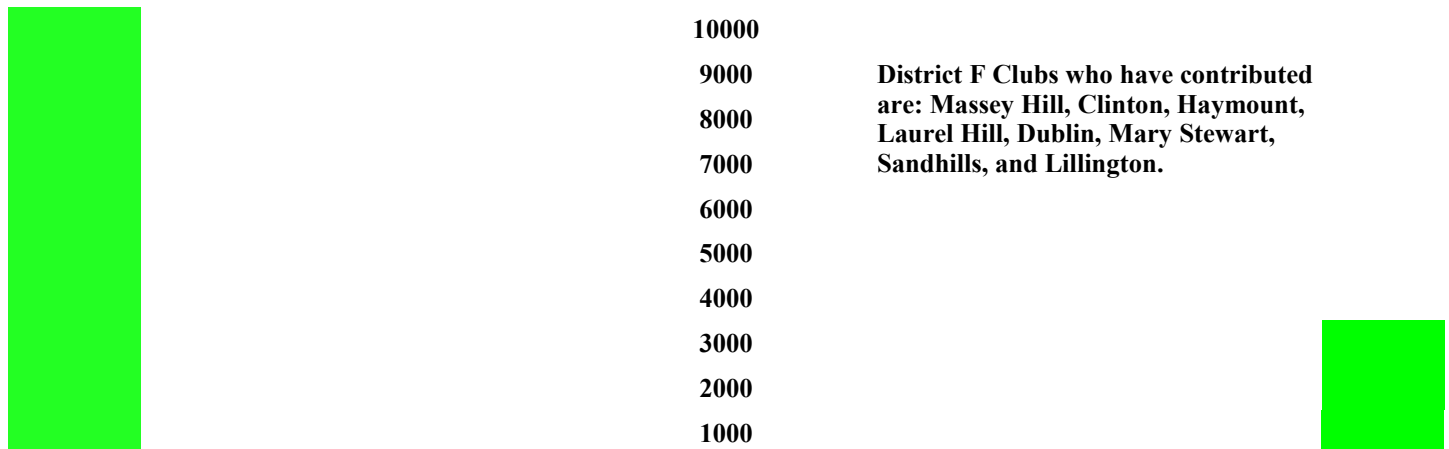 10000
9000
8000
7000
6000
5000
4000
3000
2000
1000
District F Clubs who have contributed
are: Massey Hill, Clinton, Haymount,
Laurel Hill, Dublin, Mary Stewart,
Sandhills, and Lillington.